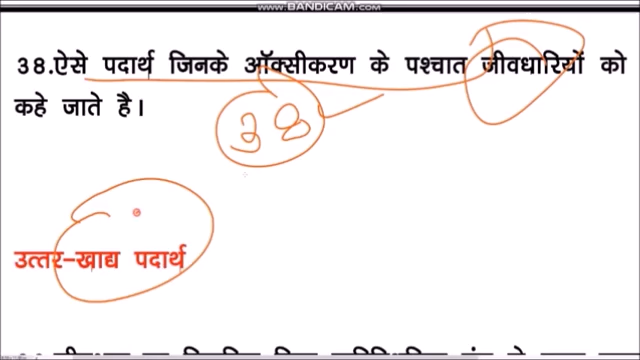 WWW.BANDICAM.COM
38.ऐसे पदार्थ जिनके ऑक्सीकरण के पश्चात जीवधारियों को
कहे जाते है।
38
उत्तर-खाद्य पदार्थ